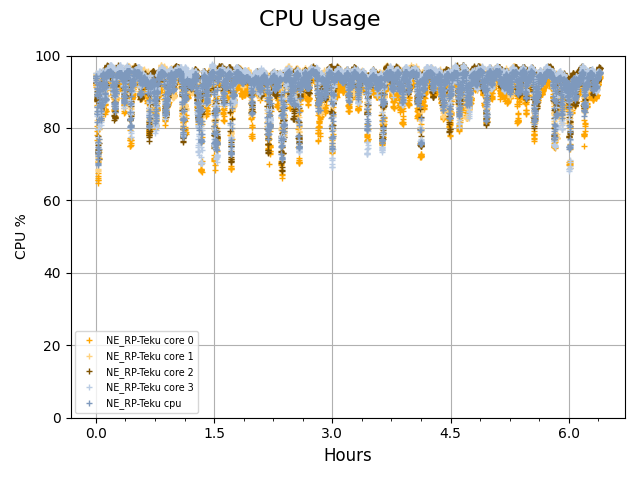 CPU Usage
100
80
60
40
20
0
CPU %
NE_RP-Teku core 0
NE_RP-Teku core 1
NE_RP-Teku core 2
NE_RP-Teku core 3
NE_RP-Teku cpu
0.0 1.5 3.0 4.5 6.0
Hours